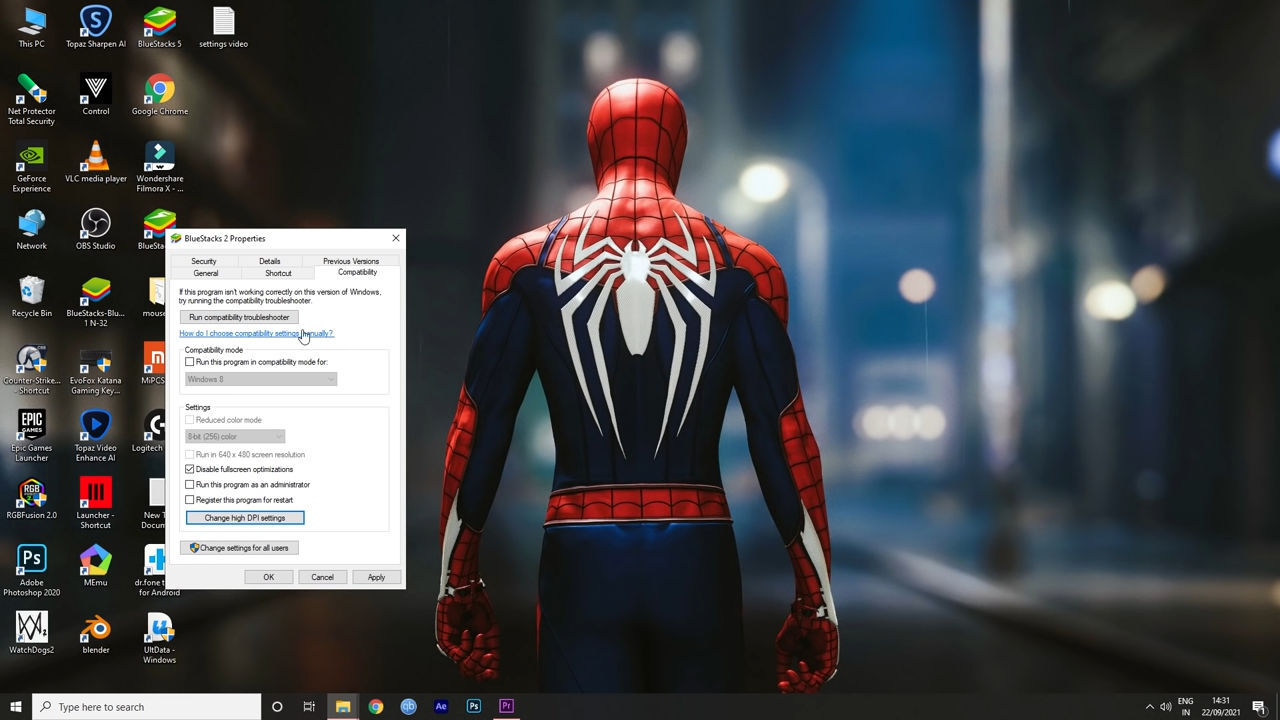 This PC
Topaz Sharpen AI
BlueStacks 5
settings video
Net Protector
Total Security
Control
Google Chrome
GeForce
Experience
VLC media player
Wondershare
Filmora X - ...
Network
OBS Studio
Recycle Bin
BlueStacks-Blu...
1 N-32
Counter-Strike...
- Shortcut
EvoFox Katana
Gaming Key...
Epic Games
Launcher
Topaz Video
Enhance AI
Logitech
RGBFusion 2.0
Launcher -
Shortcut
New T
Docum
Adobe
Photoshop 2020
MEmu
dr.fone t
for Android
WatchDogs2
blender
UltData -
Windows
BlueStacks 2 Properties
Security
Details
Previous Versions
General
Shortcut
Compatibility
If this program isn't working correctly on this version of Windows,
try running the compatibility troubleshooter.
Run compatibility troubleshooter
How do I choose compatibility settings
Compatibility mode
Run this program in compatibility mode for:
Windows 8
Settings
Reduced color mode
8-bit (256) color
Run in 640 x 480 screen resolution
Disable fullscreen optimizations
Run this program as an administrator
Register this program for restart
Change high DPI settings
Change settings for all users
OK
Cancel
Apply
Type here to search
qb
Ae
Ps
Pr
ENG
IN
14:31
22/09/2021